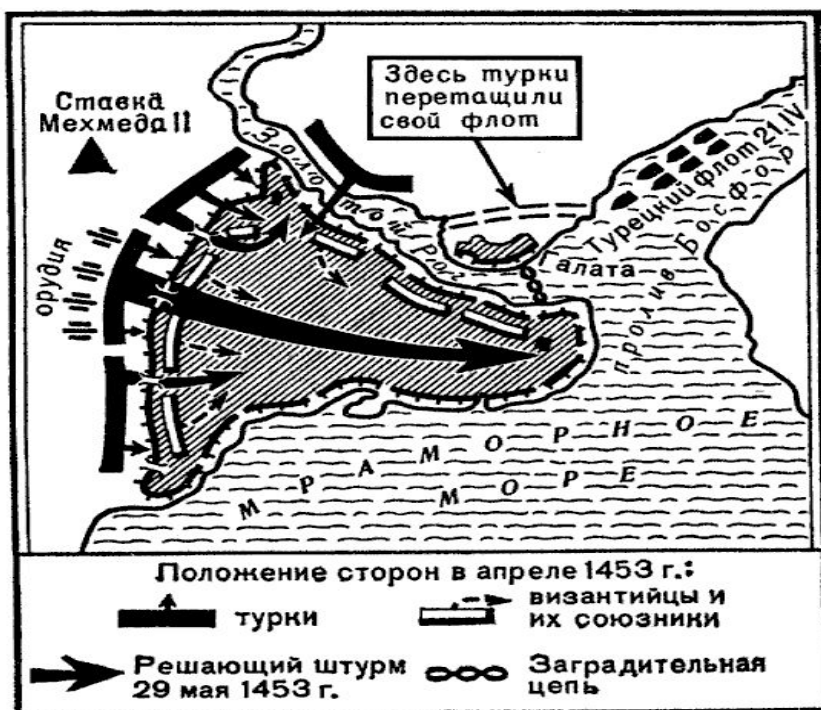 Ставка
Мехмеда II
Здесь турки
перетащили
свой флот
Золотой Рог
Турецкий флот 21.IV
пролив Босфор
Галата
орудия
МРАМОРНОЕ
МОРЕ
Положение сторон в апреле 1453 г.:
турки
византийцы и
их союзники
Решающий штурм
29 мая 1453 г.
Заградительная
цепь